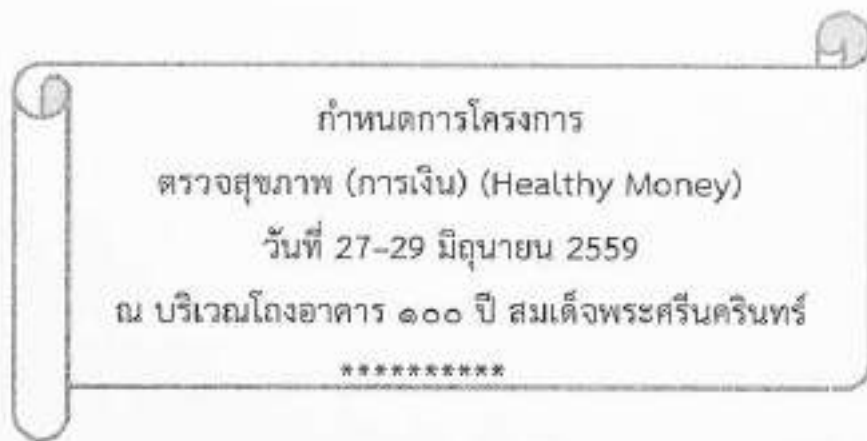 กำหนดการโครงการ
ตรวจสุขภาพ (การเงิน) (Healthy Money)
วันที่ 27-29 มิถุนายน 2559
ณ บริเวณโถงอาคาร ๑๐๐ ปี สมเด็จพระศรีนครินทร์
**********